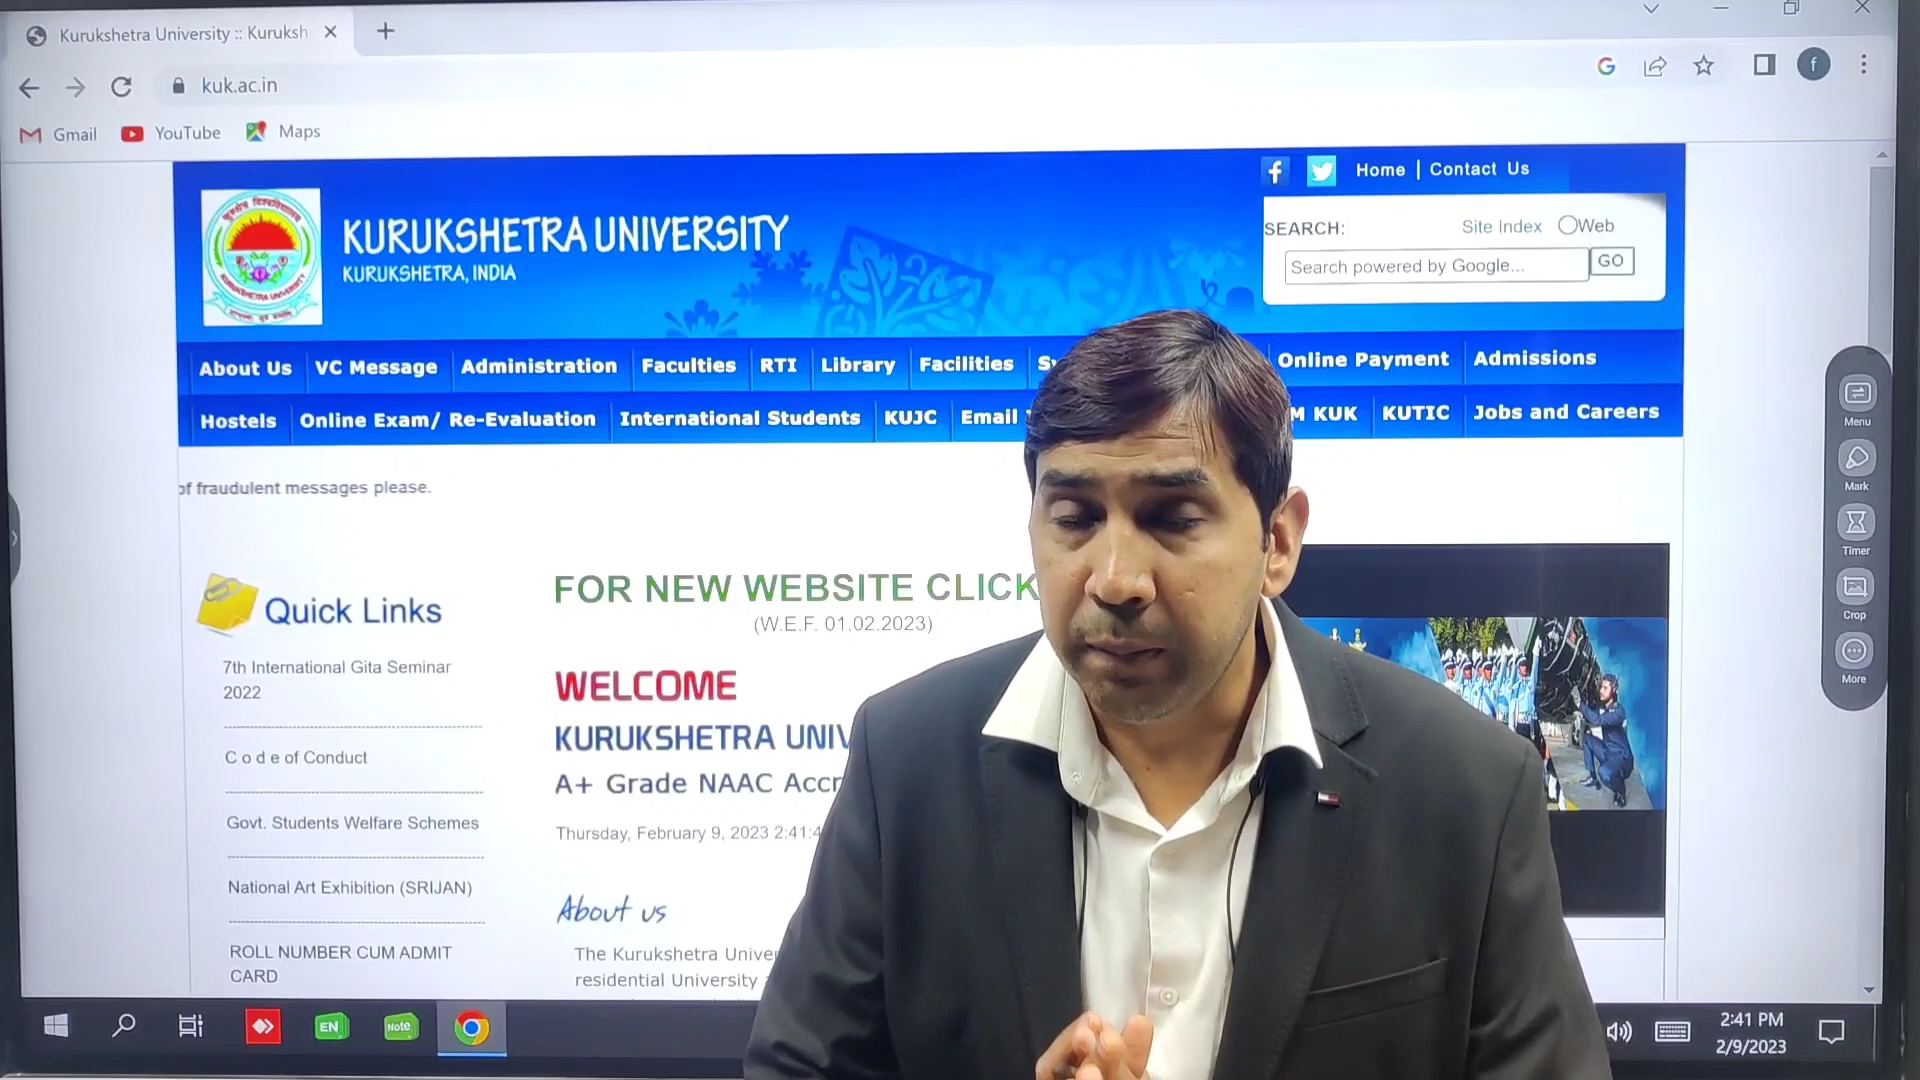 Kurukshetra University :: Kuruksh
kuk.ac.in
Gmail
YouTube
Maps
f
Home | Contact Us
KURUKSHETRA UNIVERSITY
KURUKSHETRA, INDIA
SEARCH:
Site Index
Web
Search powered by Google...
GO
About Us
VC Message
Administration
Faculties
RTI
Library
Facilities
Online Payment
Admissions
Hostels
Online Exam/ Re-Evaluation
International Students
KUJC
Email
M KUK
KUTIC
Jobs and Careers
of fraudulent messages please.
Quick Links
7th International Gita Seminar
2022
C o d e of Conduct
Govt. Students Welfare Schemes
National Art Exhibition (SRIJAN)
ROLL NUMBER CUM ADMIT
CARD
FOR NEW WEBSITE CLICK
(W.E.F. 01.02.2023)
WELCOME
KURUKSHETRA UNIV
A+ Grade NAAC Accr
Thursday, February 9, 2023 2:41:4
About us
The Kurukshetra Univer
residential University
Menu
Mark
Timer
Crop
More
EN
Note
2:41 PM
2/9/2023